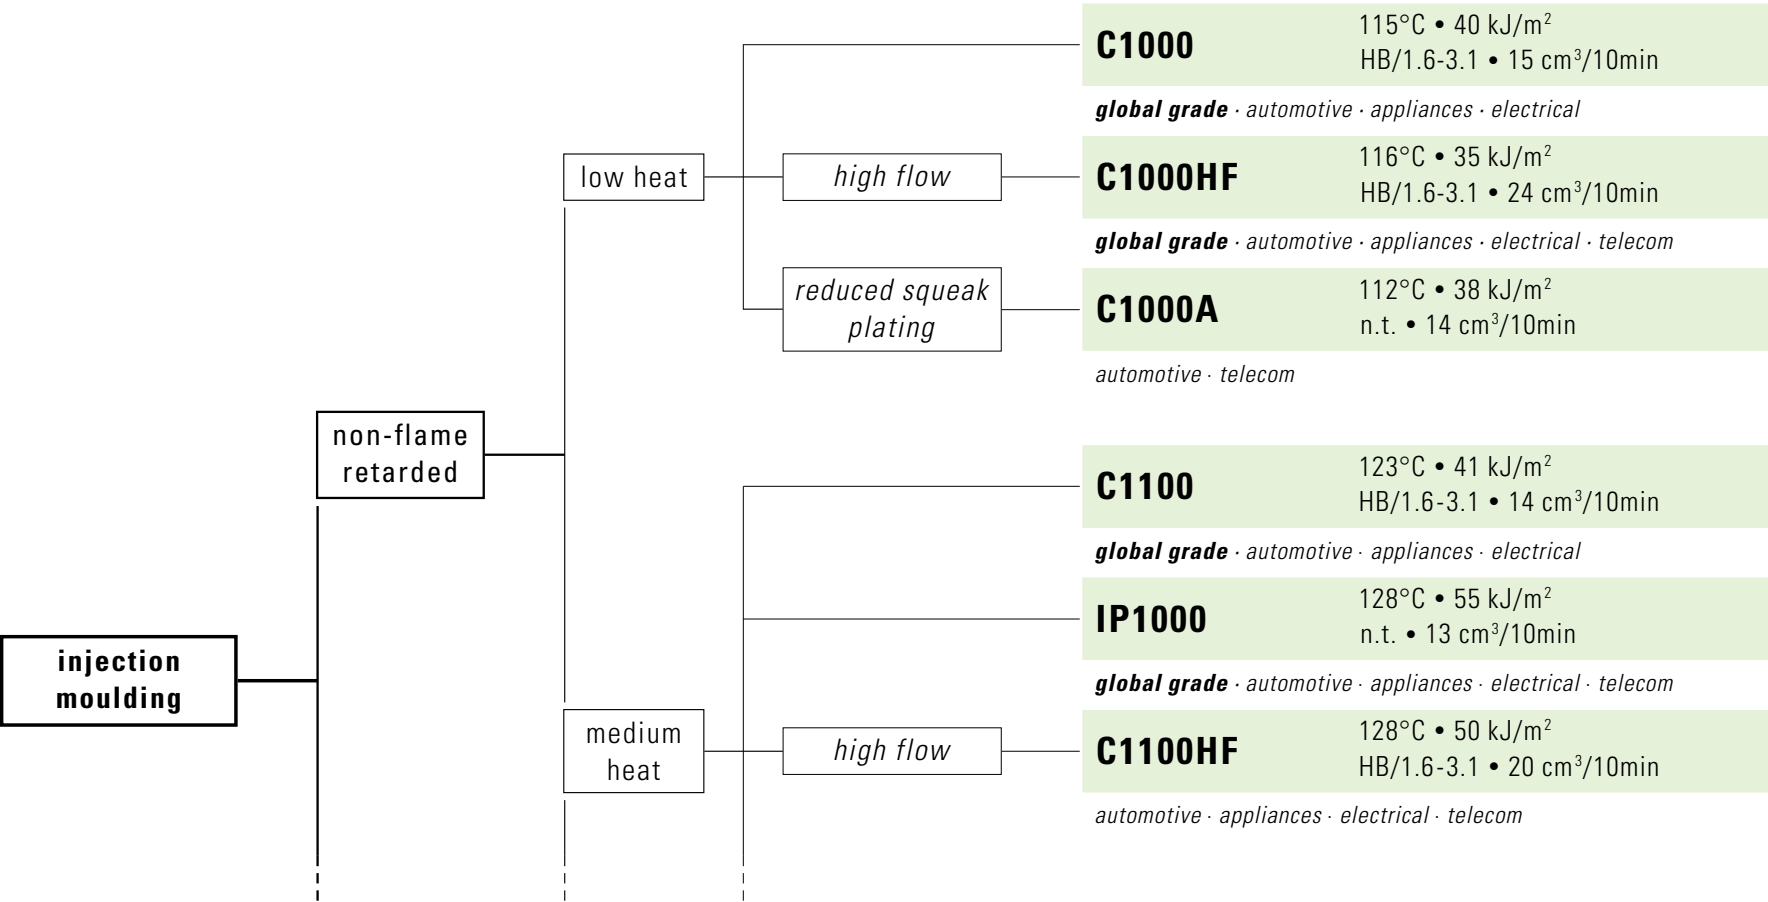 C1000
115°C • 40 kJ/m²
HB/1.6-3.1 • 15 cm³/10min
global grade · automotive · appliances · electrical
low heat
high flow
C1000HF
116°C • 35 kJ/m²
HB/1.6-3.1 • 24 cm³/10min
global grade · automotive · appliances · electrical · telecom
reduced squeak
plating
C1000A
112°C • 38 kJ/m²
n.t. • 14 cm³/10min
automotive · telecom
non-flame
retarded
C1100
123°C • 41 kJ/m²
HB/1.6-3.1 • 14 cm³/10min
global grade · automotive · appliances · electrical
IP1000
128°C • 55 kJ/m²
n.t. • 13 cm³/10min
global grade · automotive · appliances · electrical · telecom
injection
moulding
medium
heat
high flow
C1100HF
128°C • 50 kJ/m²
HB/1.6-3.1 • 20 cm³/10min
automotive · appliances · electrical · telecom